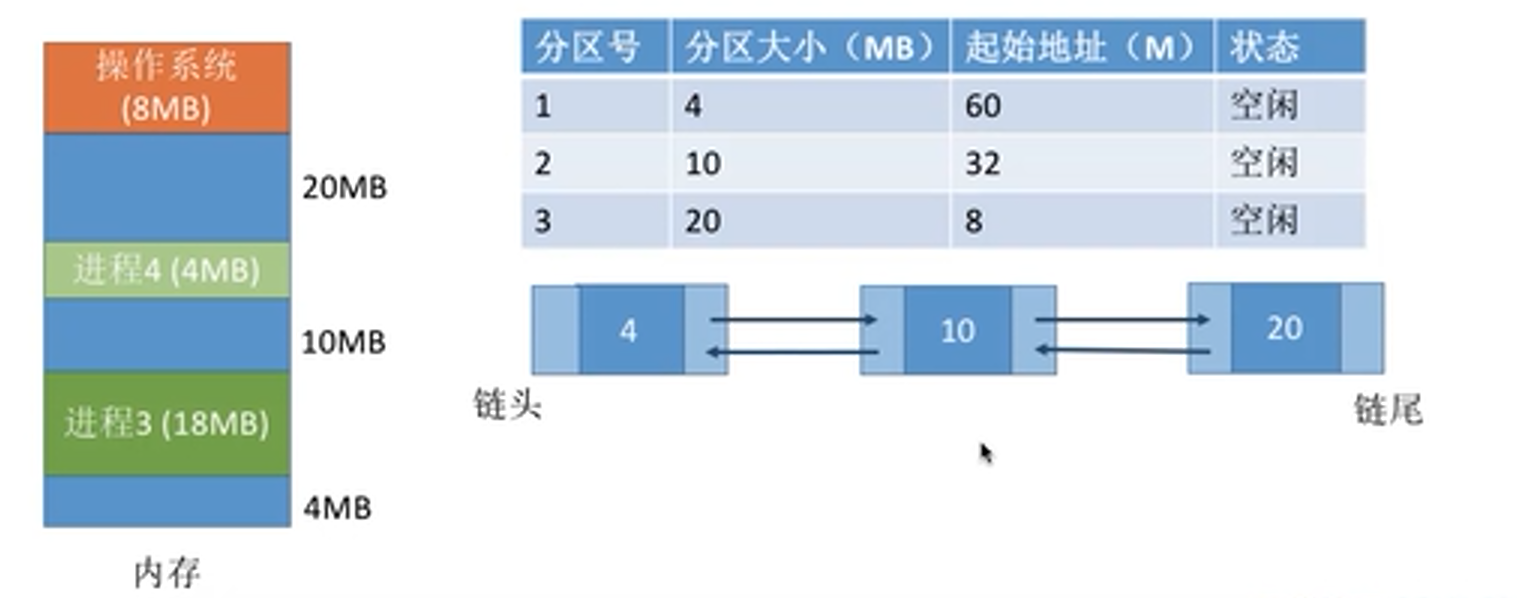 操作系统
(8MB)
20MB
进程4 (4MB)
10MB
进程3 (18MB)
4MB
内存
分区号 分区大小（MB） 起始地址（M） 状态
1 4 60 空闲
2 10 32 空闲
3 20 8 空闲
4 10 20
链头 链尾